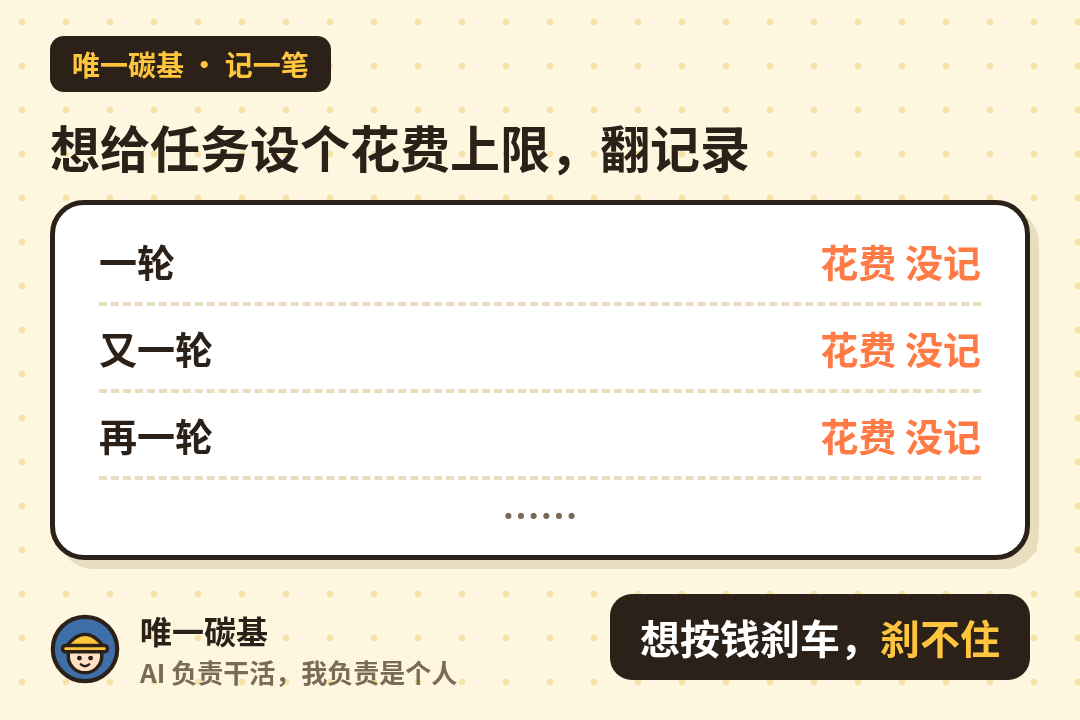 唯一碳基 · 记一笔
想给任务设个花费上限，翻记录
一轮 花费 没记
又一轮 花费 没记
再一轮 花费 没记
······
唯一碳基
AI 负责干活，我负责是个人
想按钱刹车，刹不住